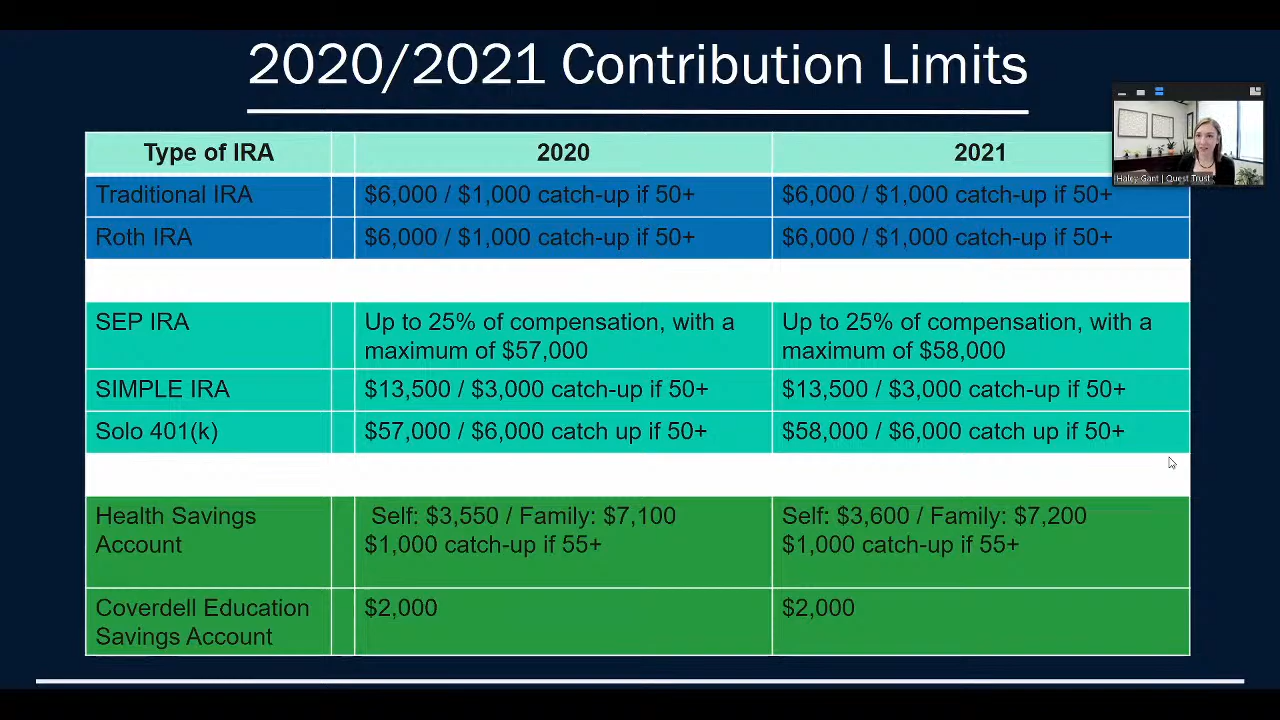 2020/2021 Contribution Limits
Type of IRA 2020 2021
Traditional IRA $6,000 / $1,000 catch-up if 50+ $6,000 / $1,000 catch-up if 50+
Roth IRA $6,000 / $1,000 catch-up if 50+ $6,000 / $1,000 catch-up if 50+
SEP IRA Up to 25% of compensation, with a Up to 25% of compensation, with a
maximum of $57,000 maximum of $58,000
SIMPLE IRA $13,500 / $3,000 catch-up if 50+ $13,500 / $3,000 catch-up if 50+
Solo 401(k) $57,000 / $6,000 catch up if 50+ $58,000 / $6,000 catch up if 50+
Health Savings Self: $3,550 / Family: $7,100 Self: $3,600 / Family: $7,200
Account $1,000 catch-up if 55+ $1,000 catch-up if 55+
Coverdell Education $2,000 $2,000
Savings Account
Haley Gant | Quest Trust